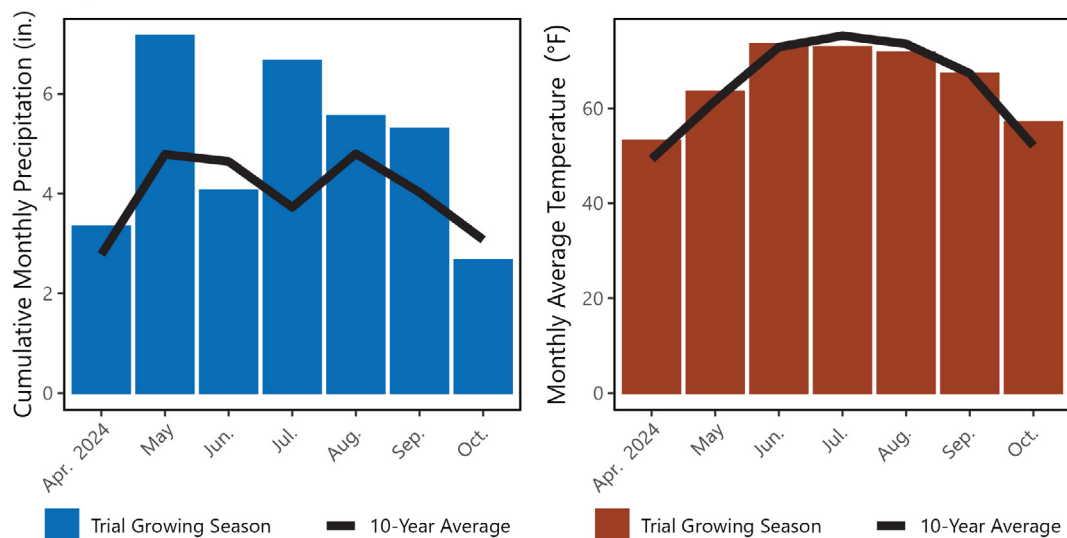 Cumulative Monthly Precipitation (in.)
6
4
2
0
Apr. 2024
May
Jun.
Jul.
Aug.
Sep.
Oct.
Trial Growing Season
10-Year Average
Monthly Average Temperature (°F)
60
40
20
0
Apr. 2024
May
Jun.
Jul.
Aug.
Sep.
Oct.
Trial Growing Season
10-Year Average